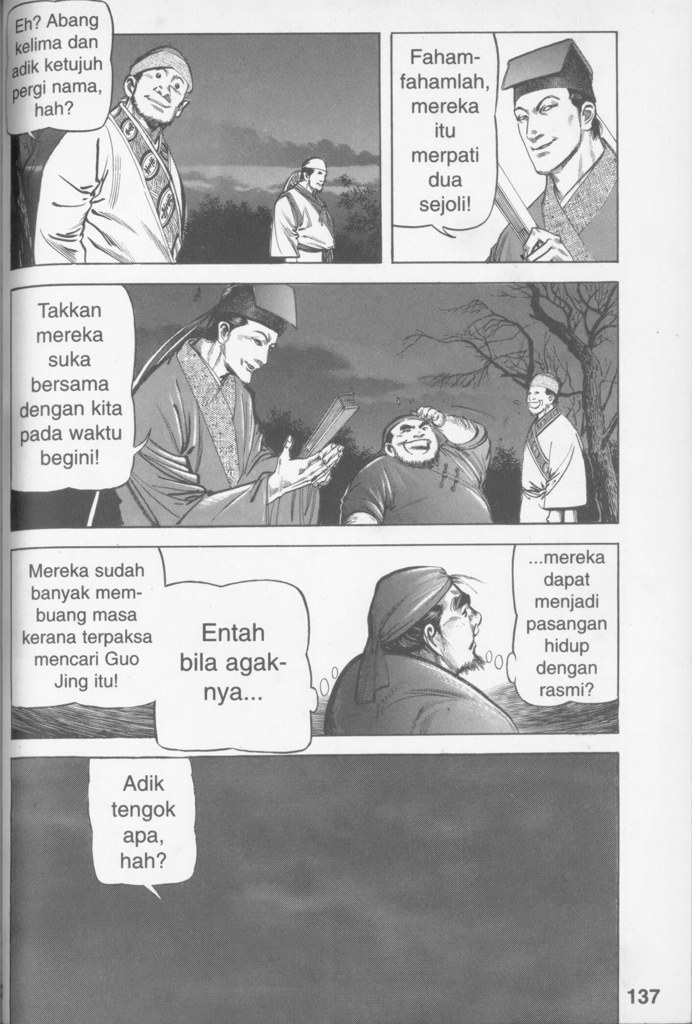 Eh? Abang
kelima dan
adik ketujuh
pergi nama,
hah?
Faham-
fahamlah,
mereka
itu
merpati
dua
sejoli!
Takkan
mereka
suka
bersama
dengan kita
pada waktu
begini!
Mereka sudah
banyak mem-
buang masa
kerana terpaksa
mencari Guo
Jing itu!
Entah
bila agak-
nya...
...mereka
dapat
menjadi
pasangan
hidup
dengan
rasmi?
Adik
tengok
apa,
hah?
137